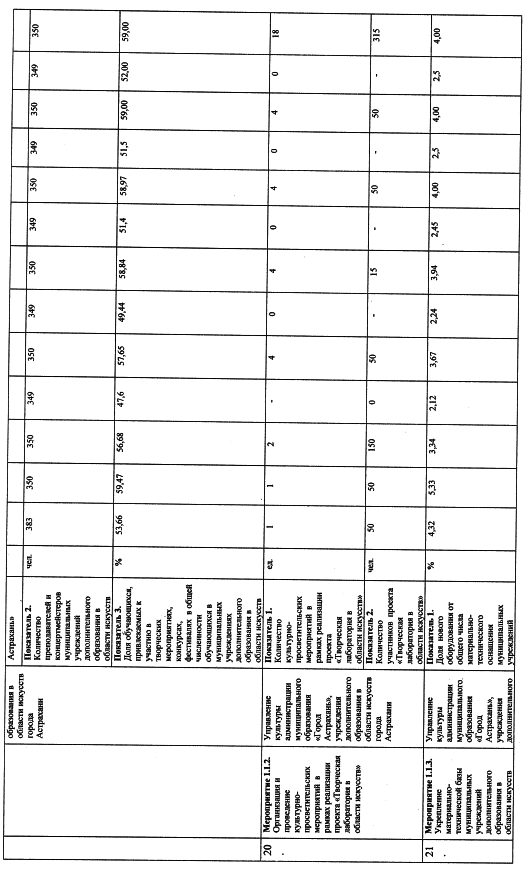 образования в
области искусств
города
Астрахани
Астрахань»
Показатель 2.
Количество
преподавателей и
концертмейстеров
муниципальных
учреждений
дополнительного
образования в
области искусств
чел.
383
350
350
349
350
349
350
349
350
349
350
349
350
Показатель 3.
Доля обучающихся,
привлекаемых к
участию в
творческих
мероприятиях,
конкурсах,
фестивалях в общей
численности
обучающихся в
муниципальных
учреждениях
дополнительного
образования в
области искусств
%
53,66
59,47
56,68
47,6
57,65
49,44
58,84
51,4
58,97
51,5
59,00
52,00
59,00
20
Мероприятие 1.1.2.
Организация и
проведение
культурно-
просветительских
мероприятий в
рамках реализации
проекта «Творческая
лаборатория в
области искусств»
Управление
культуры
администрации
муниципального
образования
«Город
Астрахань»,
учреждения
дополнительного
образования в
области искусств
города
Астрахани
Показатель 1.
Количество
культурно-
просветительских
мероприятий в
рамках реализации
проекта
«Творческая
лаборатория в
области искусств»
ед.
1
1
2
-
4
0
4
0
4
0
4
0
18
Показатель 2.
Количество
участников проекта
«Творческая
лаборатория в
области искусств»
чел.
50
50
150
0
50
-
15
-
50
-
50
-
315
21
Мероприятие 1.1.3.
Укрепление
материально-
технической базы
муниципальных
учреждений
дополнительного
образования в
области искусств
Управление
культуры
администрации
муниципального
образования
«Город
Астрахань»,
учреждения
дополнительного
Показатель 1.
Доля нового
оборудования от
общего числа
материально-
технического
оснащения
муниципальных
учреждений
%
4,32
5,33
3,34
2,12
3,67
2,24
3,94
2,45
4,00
2,5
4,00
2,5
4,00